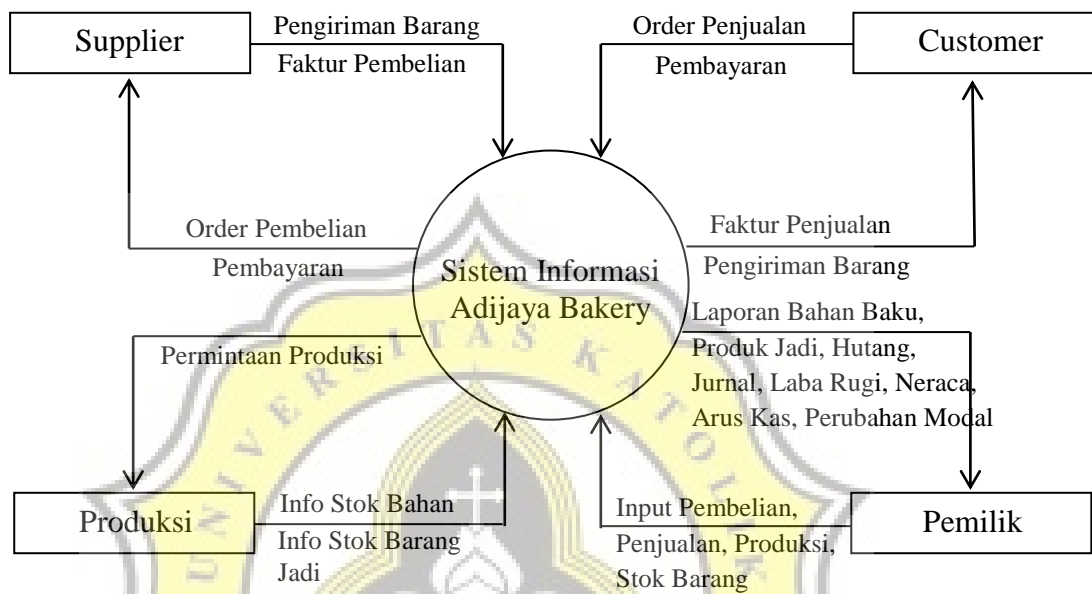 Supplier
Pengiriman Barang
Faktur Pembelian
Order Penjualan
Pembayaran
Customer
Order Pembelian
Pembayaran
Sistem Informasi
Adijaya Bakery
Faktur Penjualan
Pengiriman Barang
Permintaan Produksi
Laporan Bahan Baku,
Produk Jadi, Hutang,
Jurnal, Laba Rugi, Neraca,
Arus Kas, Perubahan Modal
Produksi
Info Stok Bahan
Info Stok Barang
Jadi
Input Pembelian,
Penjualan, Produksi,
Stok Barang
Pemilik
UNIVERSITAS KATOLIK